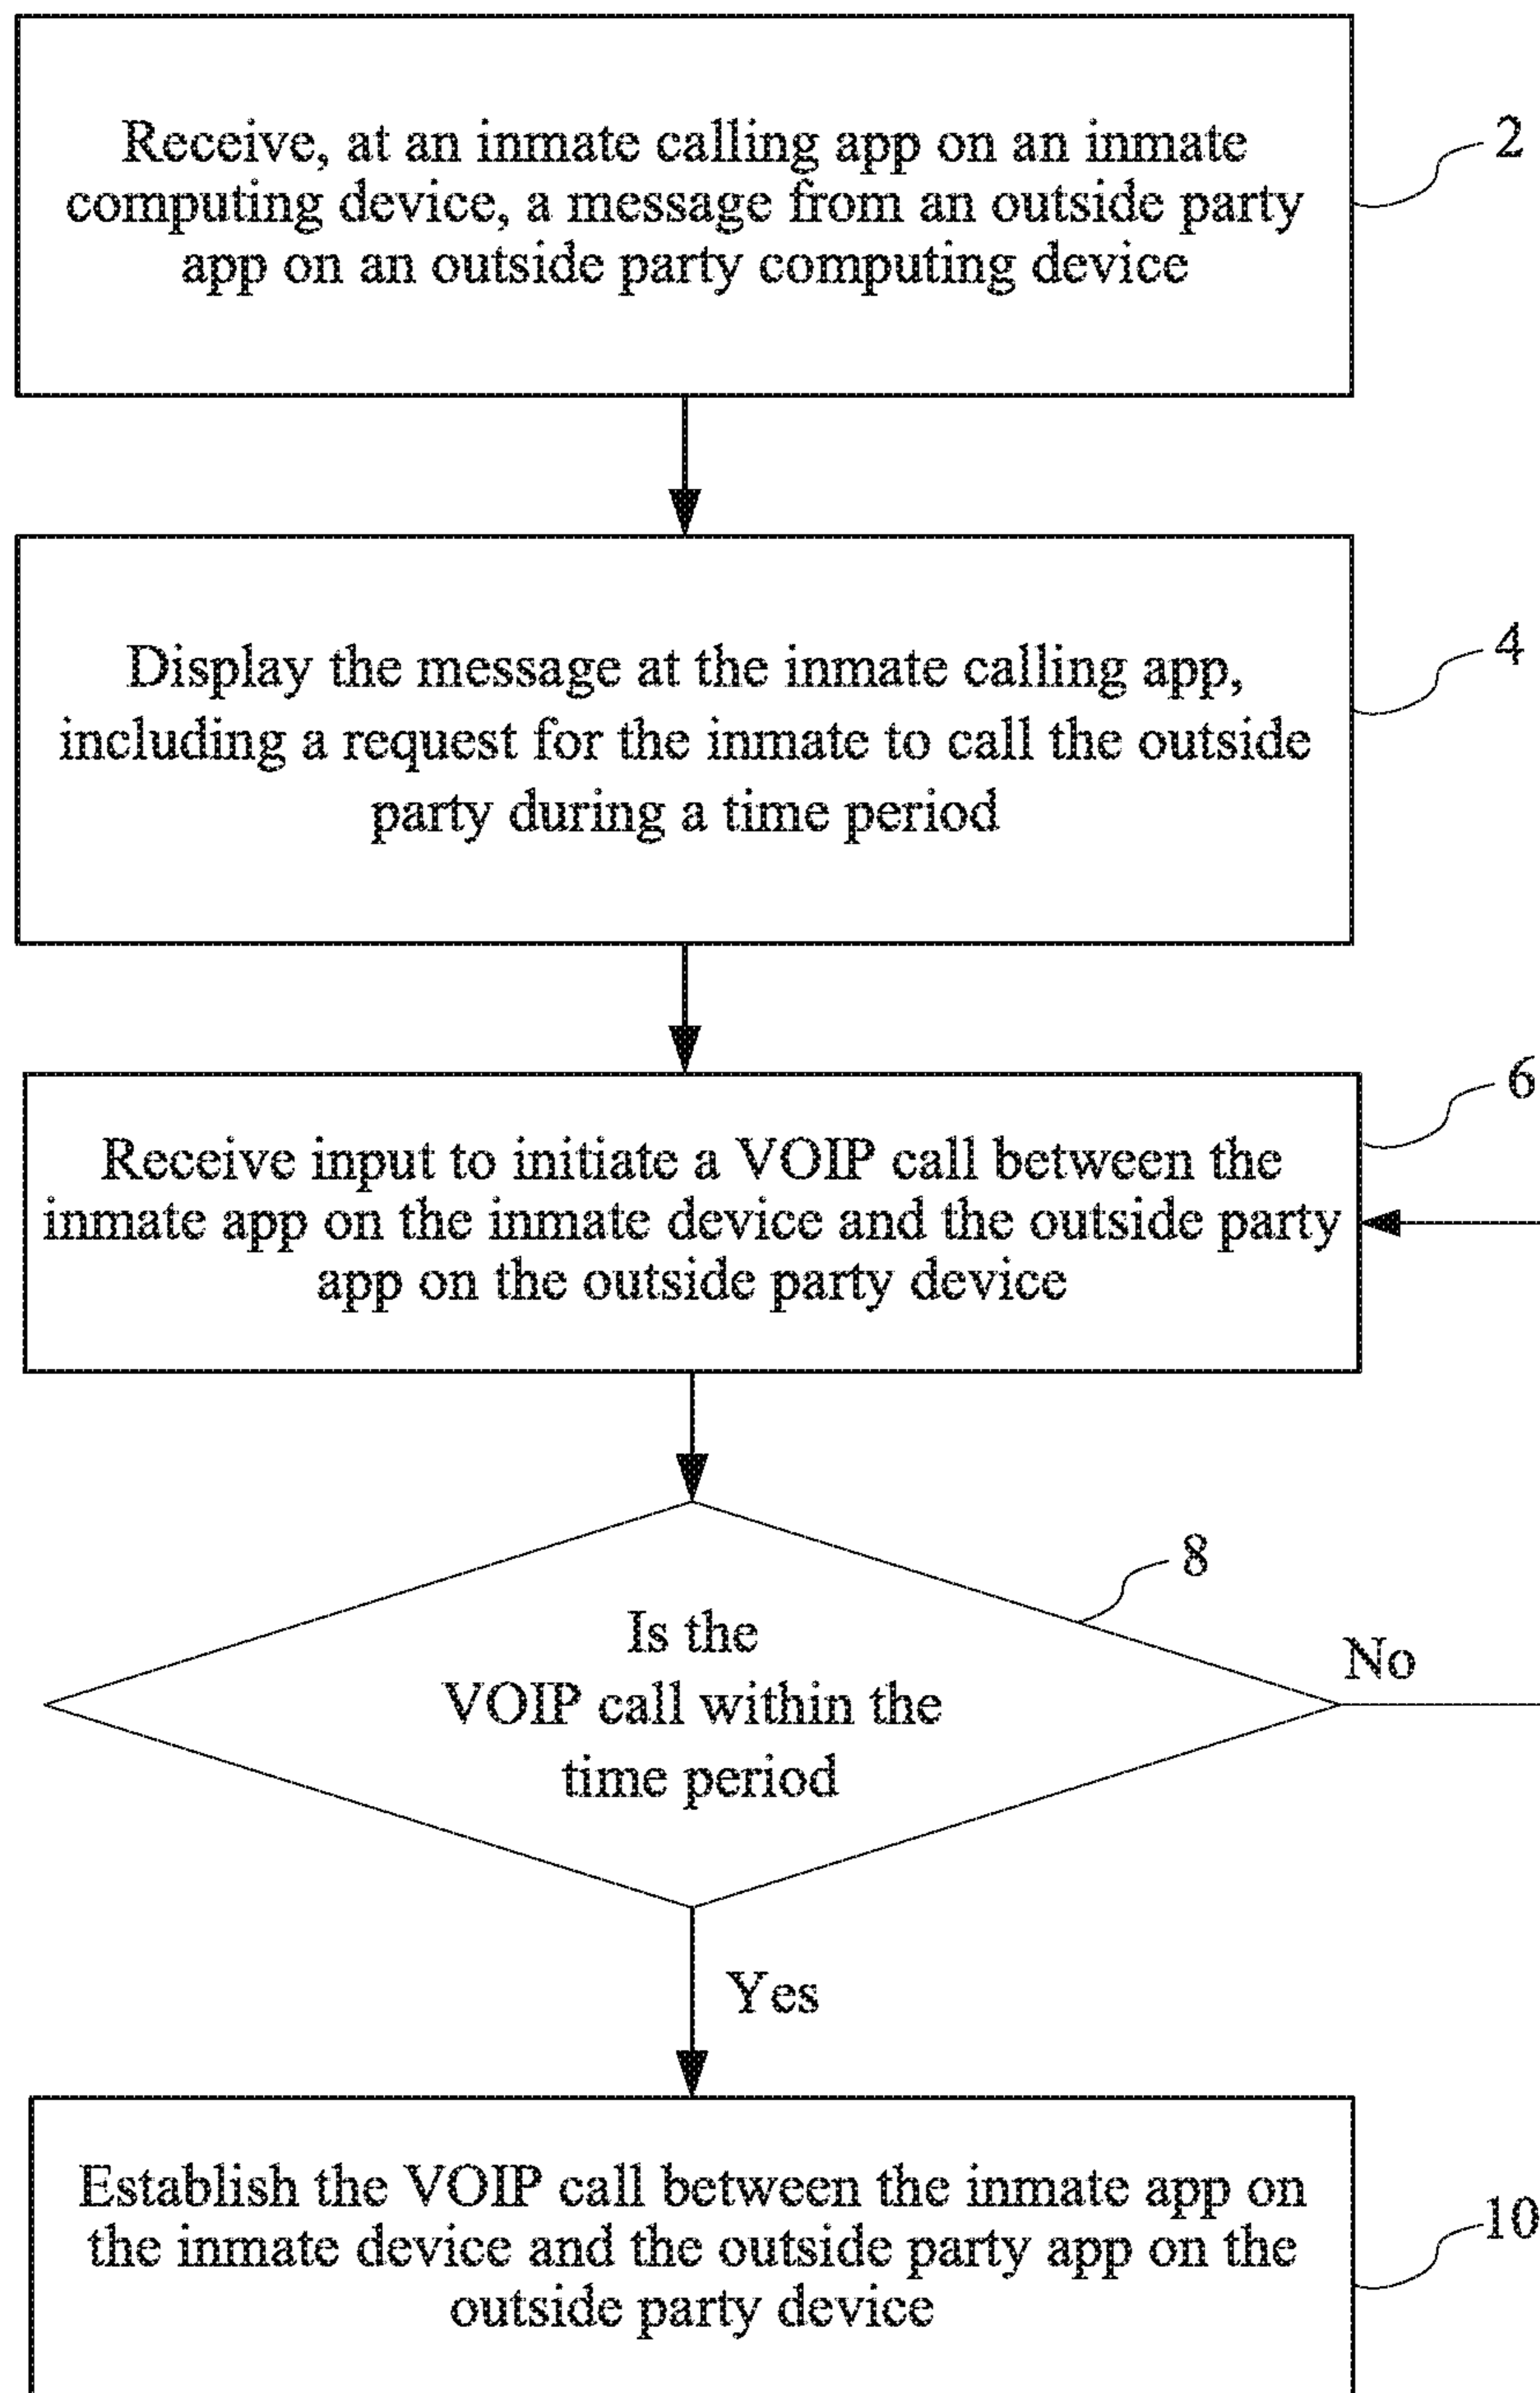 Receive, at an inmate calling app on an inmate
computing device, a message from an outside party
app on an outside party computing device
2
Display the message at the inmate calling app,
including a request for the inmate to call the outside
party during a time period
4
Receive input to initiate a VOIP call between the
inmate app on the inmate device and the outside party
app on the outside party device
6
Is the
VOIP call within the
time period
8
No
Yes
Establish the VOIP call between the inmate app on
the inmate device and the outside party app on the
outside party device
10